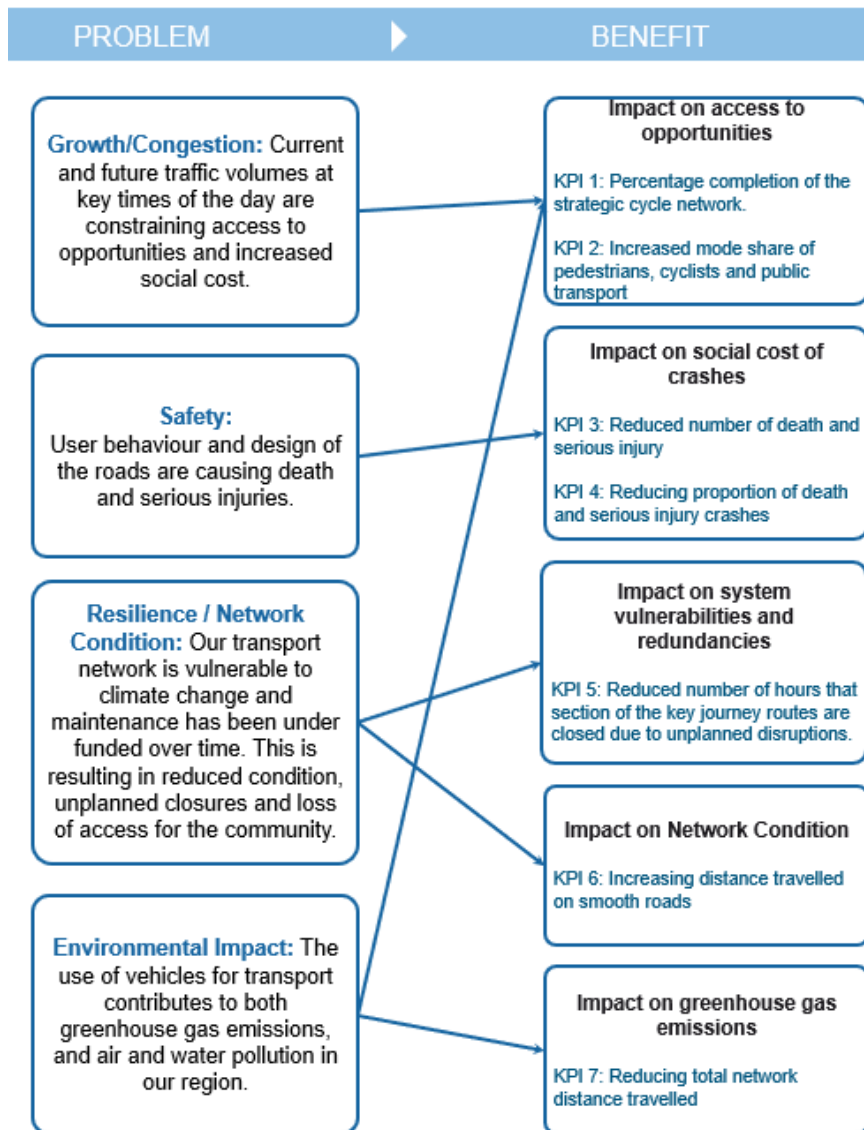 PROBLEM
BENEFIT
Growth/Congestion: Current
and future traffic volumes at
key times of the day are
constraining access to
opportunities and increased
social cost.
Safety:
User behaviour and design of
the roads are causing death
and serious injuries.
Resilience / Network
Condition: Our transport
network is vulnerable to
climate change and
maintenance has been under
funded over time. This is
resulting in reduced condition,
unplanned closures and loss
of access for the community.
Environmental Impact: The
use of vehicles for transport
contributes to both
greenhouse gas emissions,
and air and water pollution in
our region.
Impact on access to
opportunities
KPI 1: Percentage completion of the
strategic cycle network.
KPI 2: Increased mode share of
pedestrians, cyclists and public
transport
Impact on social cost of
crashes
KPI 3: Reduced number of death and
serious injury
KPI 4: Reducing proportion of death
and serious injury crashes
Impact on system
vulnerabilities and
redundancies
KPI 5: Reduced number of hours that
section of the key journey routes are
closed due to unplanned disruptions.
Impact on Network Condition
KPI 6: Increasing distance travelled
on smooth roads
Impact on greenhouse gas
emissions
KPI 7: Reducing total network
distance travelled